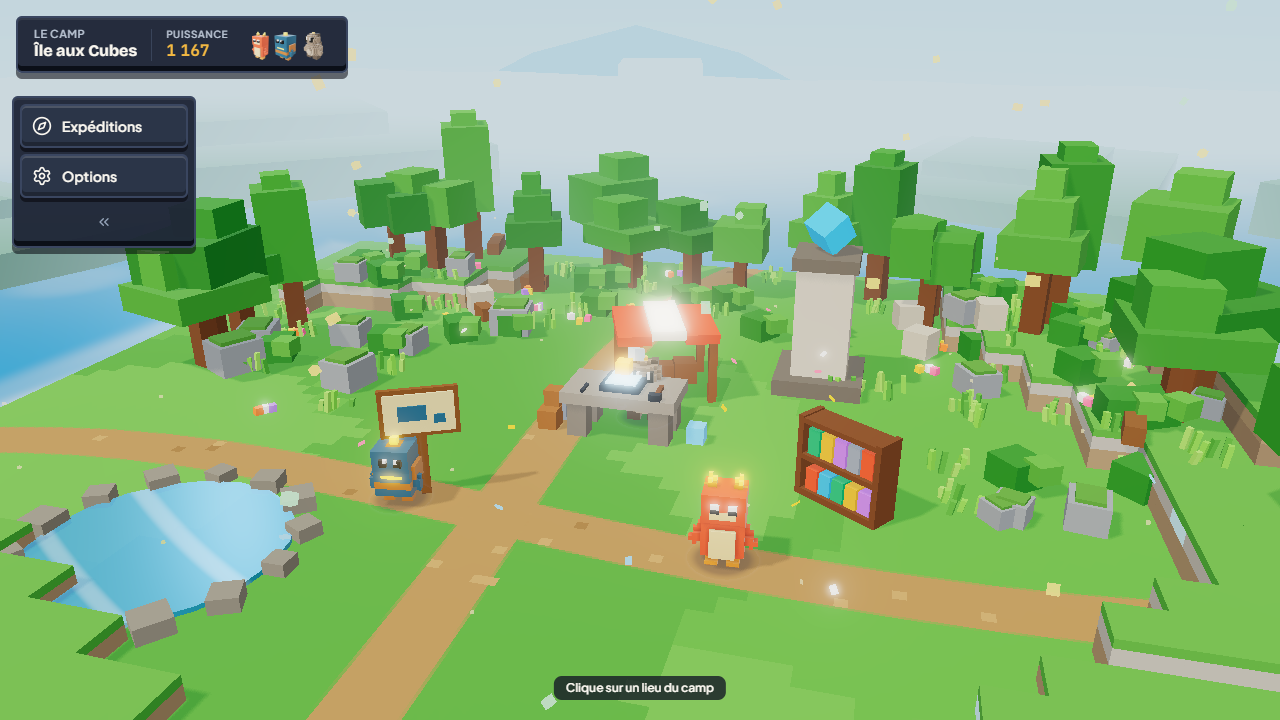 LE CAMP
Île aux Cubes
PUISSANCE
1 167
Expéditions
Options
Clique sur un lieu du camp